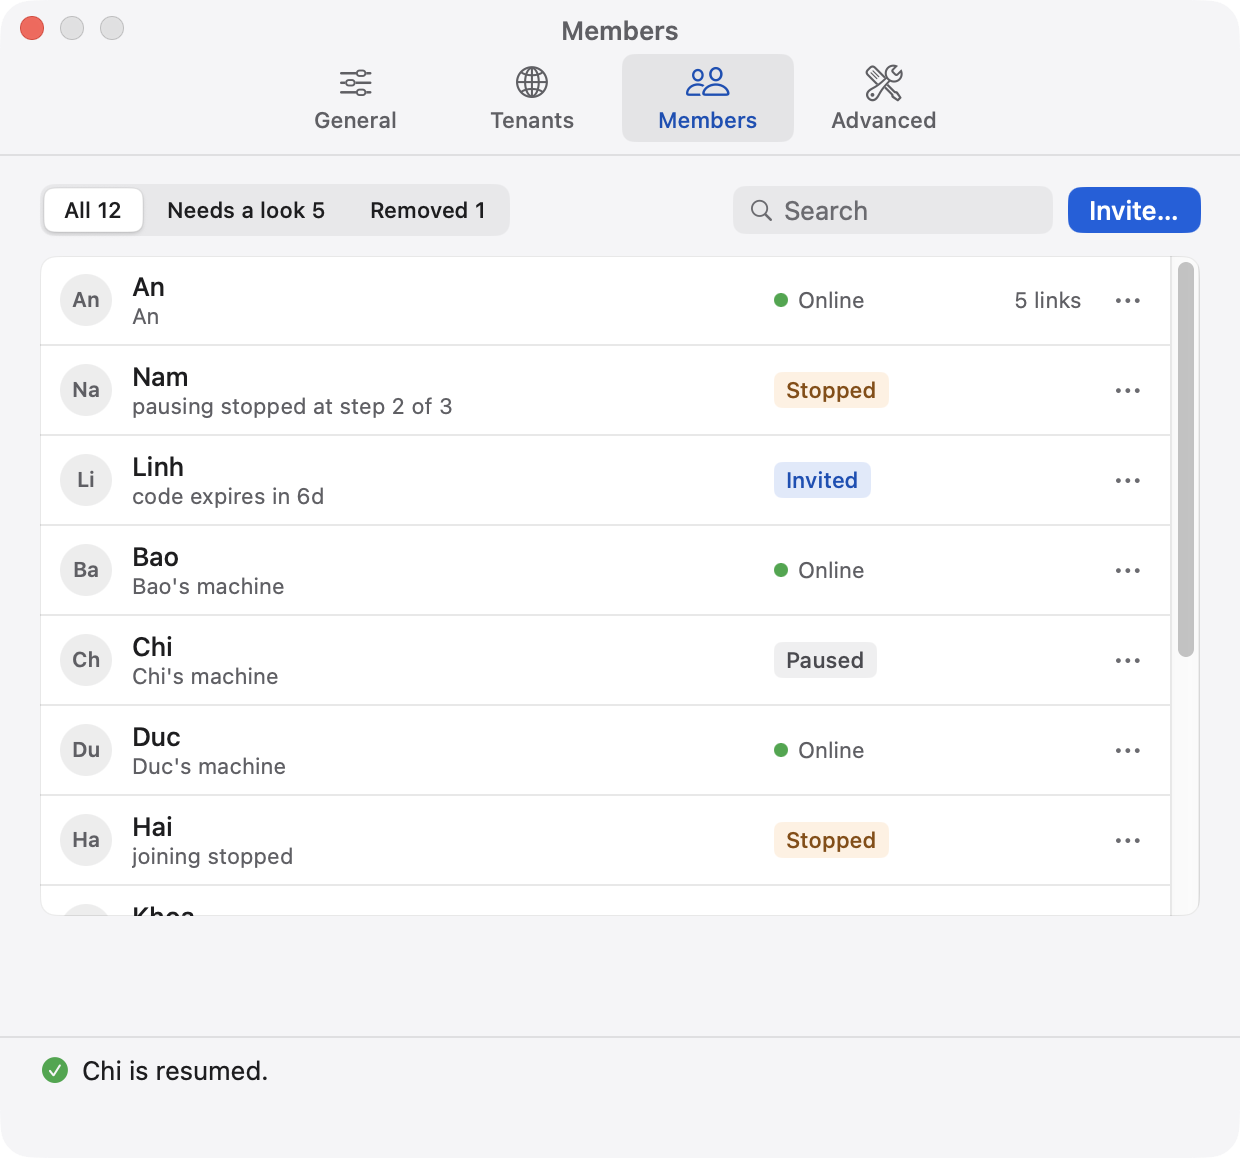 Members
General
Tenants
Members
Advanced
All 12
Needs a look 5
Removed 1
Search
Invite...
An
An
An
Online
5 links
Na
Nam
pausing stopped at step 2 of 3
Stopped
Li
Linh
code expires in 6d
Invited
Ba
Bao
Bao's machine
Online
Ch
Chi
Chi's machine
Paused
Du
Duc
Duc's machine
Online
Ha
Hai
joining stopped
Stopped
Chi is resumed.